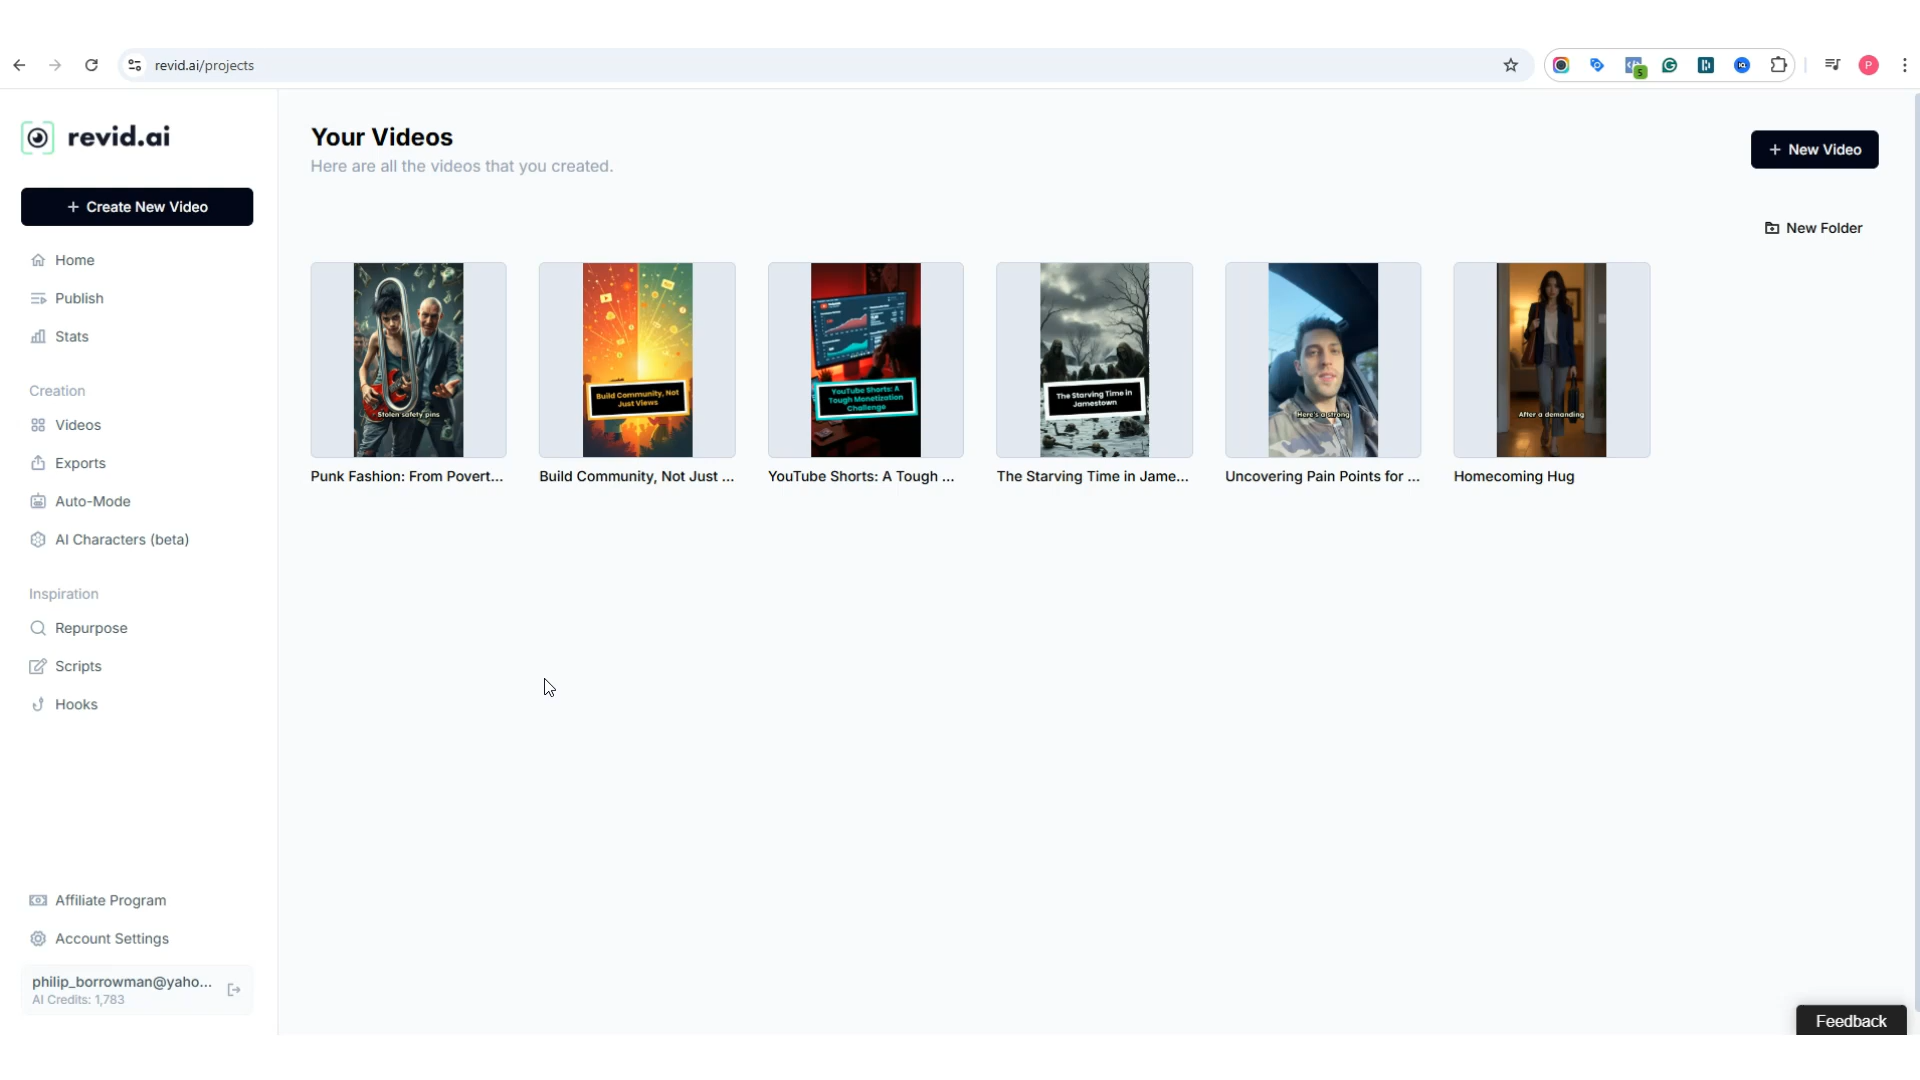 revid.ai/projects
5
P
revid.ai
+ Create New Video
Home
Publish
Stats
Creation
Videos
Exports
Auto-Mode
AI Characters (beta)
Inspiration
Repurpose
Scripts
Hooks
Affiliate Program
Account Settings
philip_borrowman@yaho...
AI Credits: 1,783
Your Videos
Here are all the videos that you created.
+ New Video
New Folder
Stolen safety pins
Build Community, Not
Just Views
YouTube Shorts: A
Tough Monetization
Challenge
The Starving Time in
Jamestown
Here's a strong
After a demanding
Punk Fashion: From Povert...
Build Community, Not Just ...
YouTube Shorts: A Tough ...
The Starving Time in Jame...
Uncovering Pain Points for ...
Homecoming Hug
Feedback